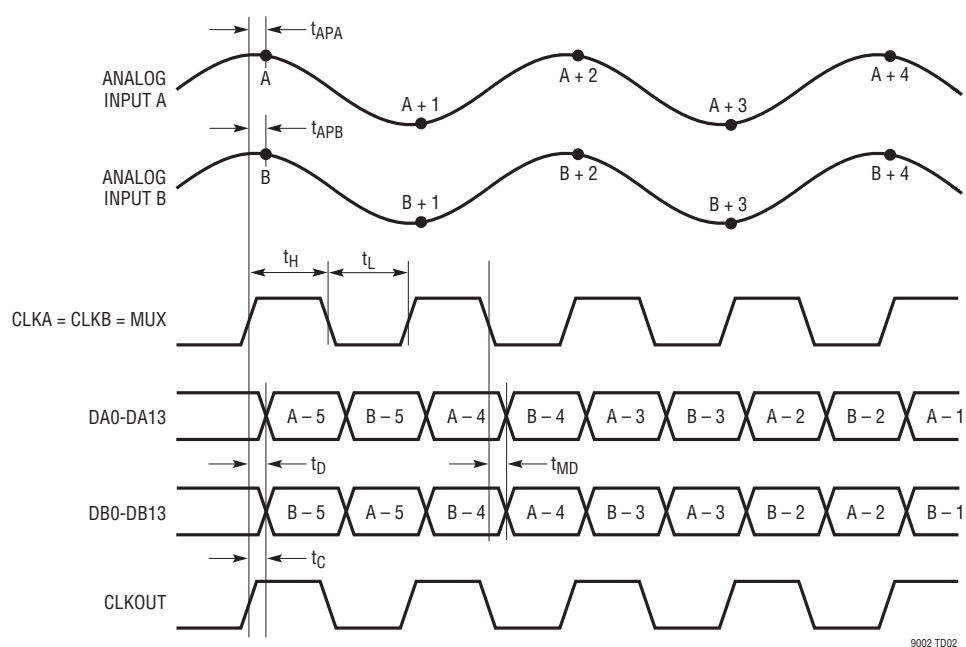 tAPA
ANALOG
INPUT A
A
A + 1
A + 2
A + 3
A + 4
tAPB
ANALOG
INPUT B
B
B + 1
B + 2
B + 3
B + 4
tH
tL
CLKA = CLKB = MUX
DA0-DA13
A – 5
B – 5
A – 4
B – 4
A – 3
B – 3
A – 2
B – 2
A – 1
tD
tMD
DB0-DB13
B – 5
A – 5
B – 4
A – 4
B – 3
A – 3
B – 2
A – 2
B – 1
tC
CLKOUT
9002 TD02